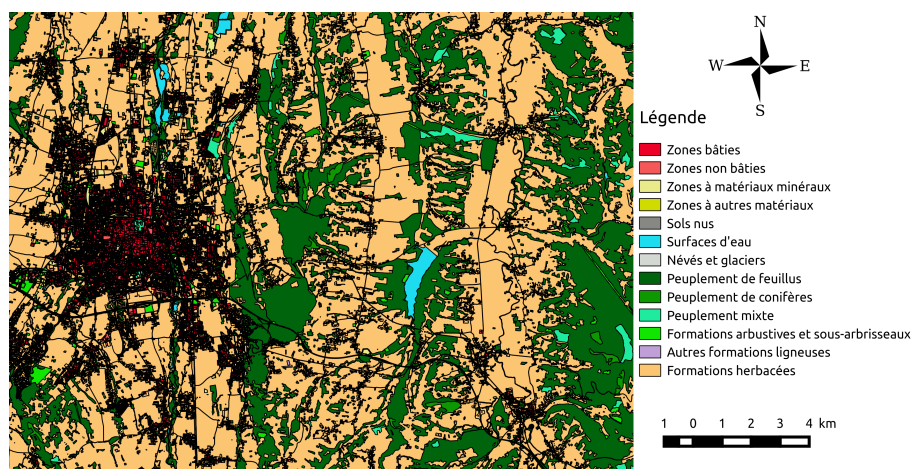 N
W E
S
Légende
Zones bâties
Zones non bâties
Zones à matériaux minéraux
Zones à autres matériaux
Sols nus
Surfaces d'eau
Névés et glaciers
Peuplement de feuillus
Peuplement de conifères
Peuplement mixte
Formations arbustives et sous-arbrisseaux
Autres formations ligneuses
Formations herbacées
1 0 1 2 3 4 km